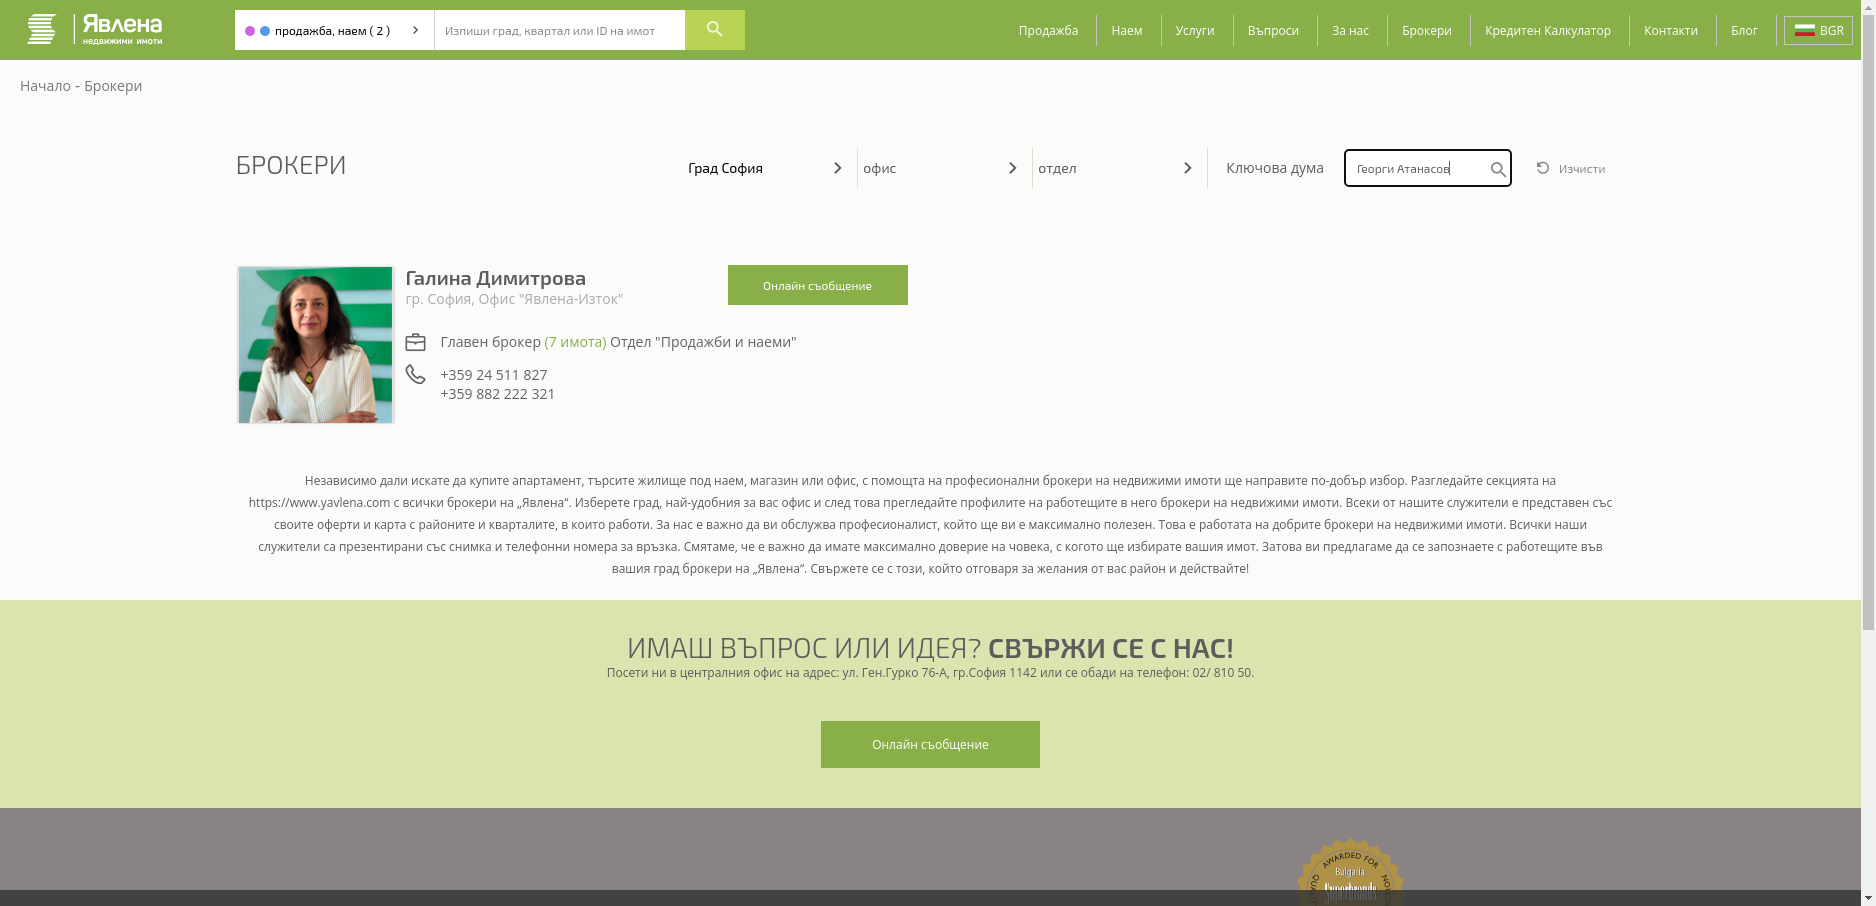 Явлена
недвижими имоти
продажба, наем ( 2 )
Изпиши град, квартал или ID на имот
Продажба
Наем
Услуги
Въпроси
За нас
Брокери
Кредитен Калкулатор
Контакти
Блог
BGR
Начало - Брокери
БРОКЕРИ
Град София
офис
отдел
Ключова дума
Георги Атанасов
Изчисти
Галина Димитрова
гр. София, Офис "Явлена-Изток"
Онлайн съобщение
Главен брокер (7 имота) Отдел "Продажби и наеми"
+359 24 511 827
+359 882 222 321
Независимо дали искате да купите апартамент, търсите жилище под наем, магазин или офис, с помощта на професионални брокери на недвижими имоти ще направите по-добър избор. Разгледайте секцията на
https://www.yavlena.com с всички брокери на „Явлена“. Изберете град, най-удобния за вас офис и след това прегледайте профилите на работещите в него брокери на недвижими имоти. Всеки от нашите служители е представен със
своите оферти и карта с районите и кварталите, в които работи. За нас е важно да ви обслужва професионалист, който ще ви е максимално полезен. Това е работата на добрите брокери на недвижими имоти. Всички наши
служители са презентирани със снимка и телефонни номера за връзка. Смятаме, че е важно да имате максимално доверие на човека, с когото ще избирате вашия имот. Затова ви предлагаме да се запознаете с работещите във
вашия град брокери на „Явлена“. Свържете се с този, който отговаря за желания от вас район и действайте!
ИМАШ ВЪПРОС ИЛИ ИДЕЯ? СВЪРЖИ СЕ С НАС!
Посети ни в централния офис на адрес: ул. Ген.Гурко 76-А, гр.София 1142 или се обади на телефон: 02/ 810 50.
Онлайн съобщение
AWARDED FOR
Bulgaria